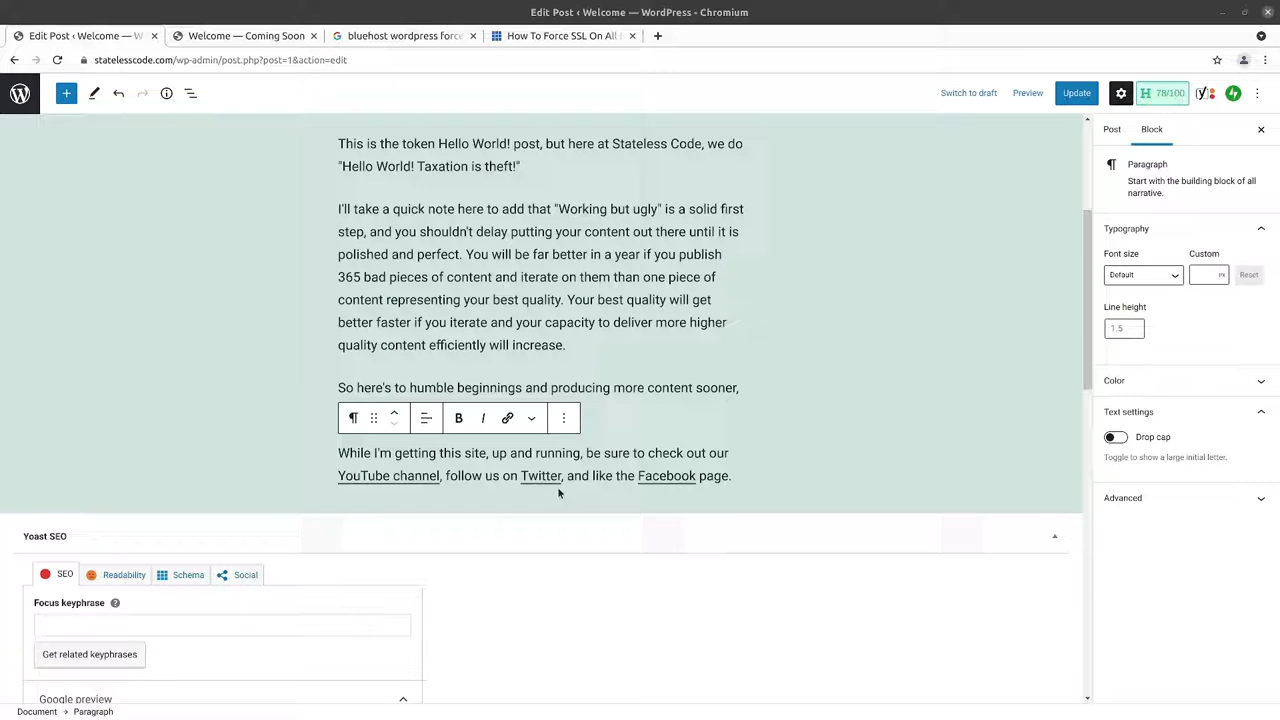 Edit Post ‹ Welcome — WordPress - Chromium
Edit Post ‹ Welcome — W
Welcome — Coming Soon
bluehost wordpress force
How To Force SSL On All
statelesscode.com/wp-admin/post.php?post=1&action=edit
Switch to draft
Preview
Update
78/100
Post
Block
This is the token Hello World! post, but here at Stateless Code, we do
"Hello World! Taxation is theft!"
I'll take a quick note here to add that "Working but ugly" is a solid first
step, and you shouldn't delay putting your content out there until it is
polished and perfect. You will be far better in a year if you publish
365 bad pieces of content and iterate on them than one piece of
content representing your best quality. Your best quality will get
better faster if you iterate and your capacity to deliver more higher
quality content efficiently will increase.
So here's to humble beginnings and producing more content sooner,
B I
While I'm getting this site, up and running, be sure to check out our
YouTube channel, follow us on Twitter, and like the Facebook page.
Paragraph
Start with the building block of all
narrative.
Typography
Font size
Custom
Default
PX
Reset
Line height
1.5
Color
Text settings
Drop cap
Toggle to show a large initial letter.
Advanced
Yoast SEO
SEO
Readability
Schema
Social
Focus keyphrase
Get related keyphrases
Google preview
Document → Paragraph